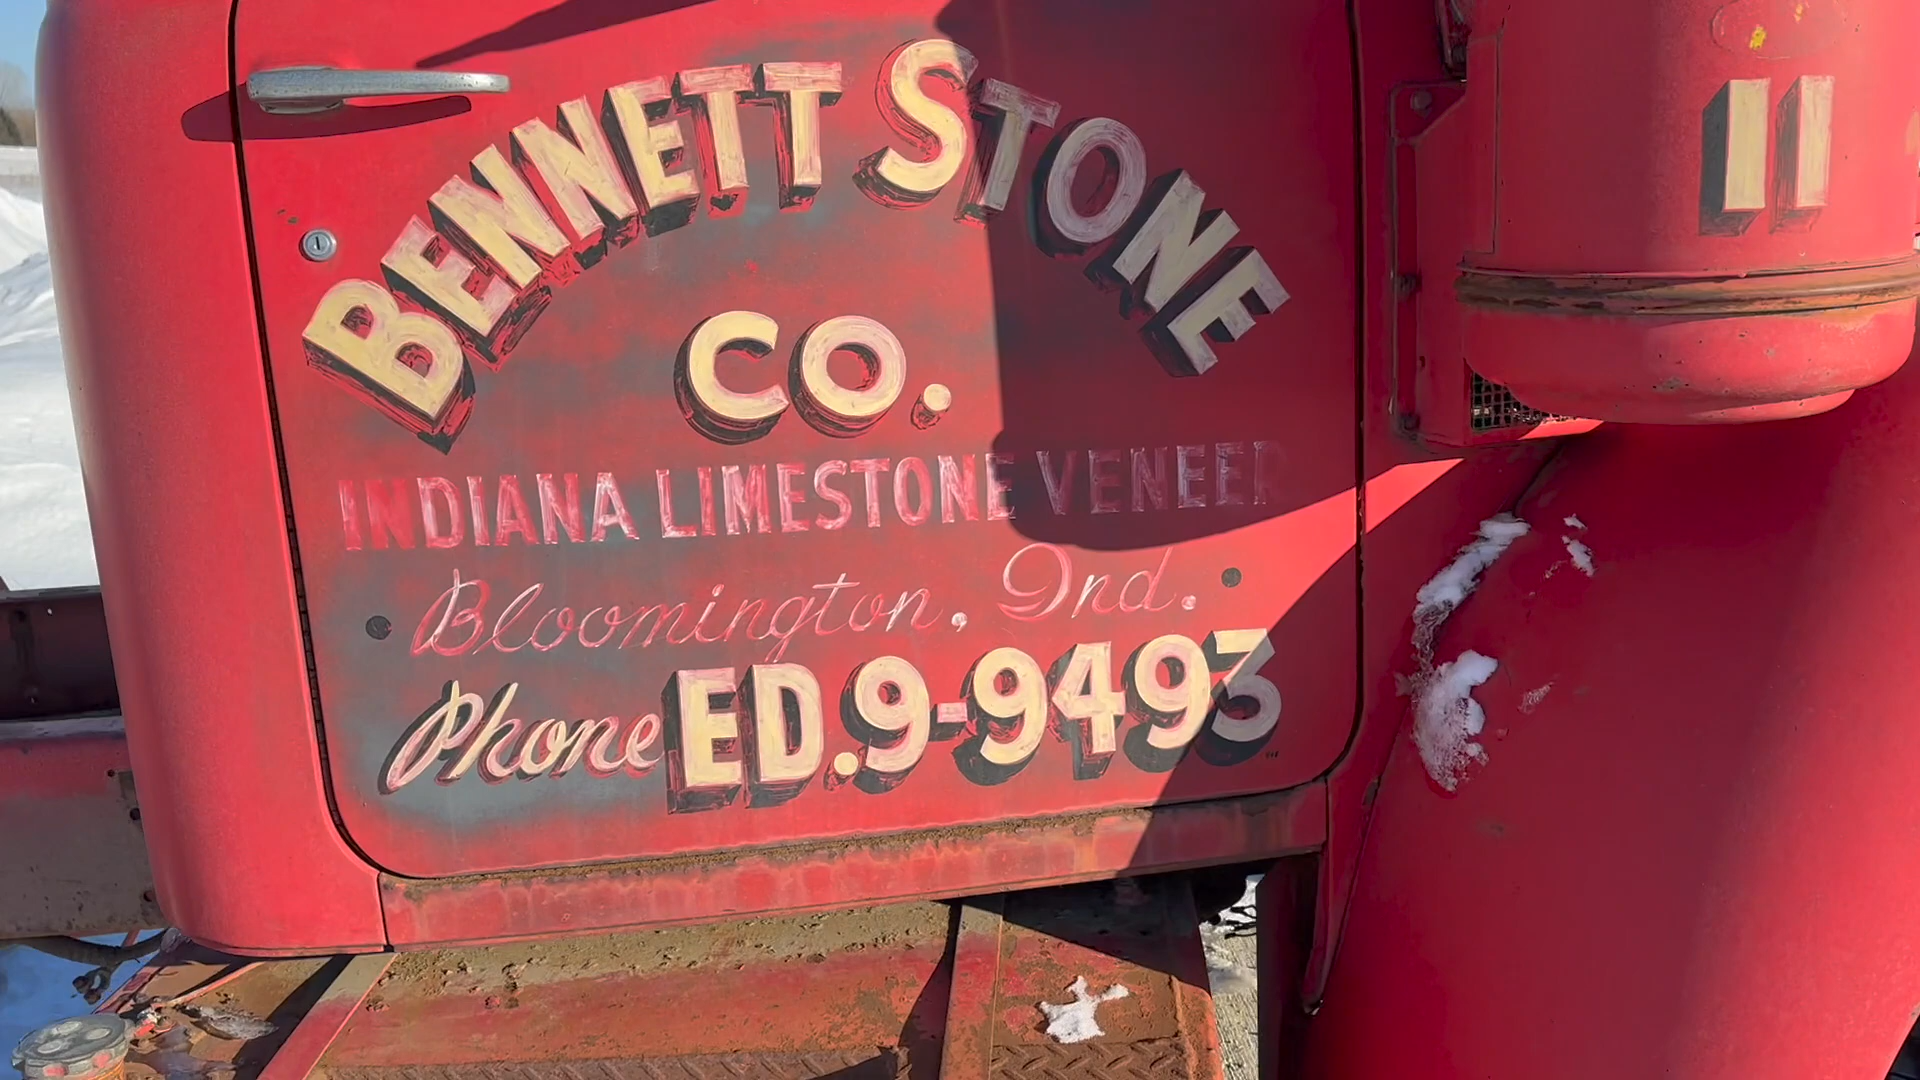 BENNETT STONE
CO.
INDIANA LIMESTONE VENEER
Bloomington, Ind.
Phone ED.9-9493
11